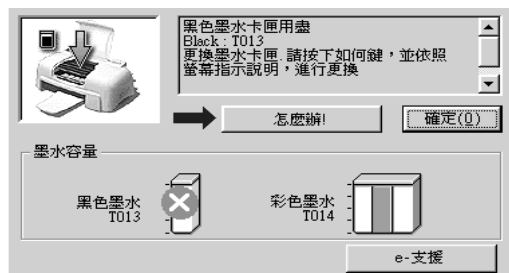 黑色墨水卡匣用盡
Black : T013
更換墨水卡匣.請按下如何鍵，並依照
螢幕指示說明，進行更換
怎麼辦!
確定(O)
墨水容量
黑色墨水
T013
彩色墨水
T014
e-支援